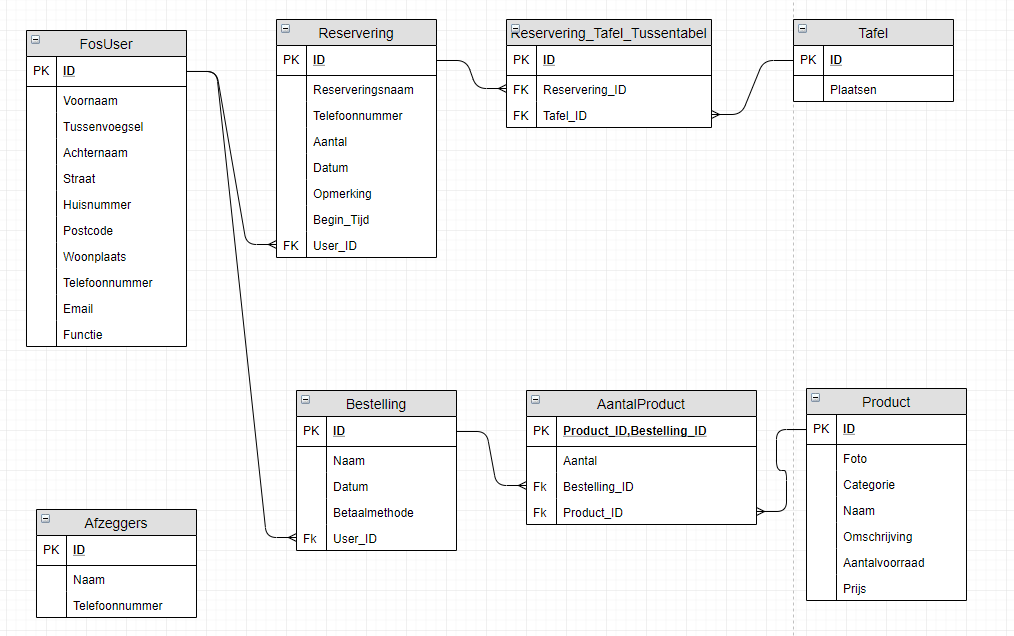 FosUser
PK ID
Voornaam
Tussenvoegsel
Achternaam
Straat
Huisnummer
Postcode
Woonplaats
Telefoonnummer
Email
Functie
Reservering
PK ID
Reserveringsnaam
Telefoonnummer
Aantal
Datum
Opmerking
Begin_Tijd
FK User_ID
Reservering_Tafel_Tussentabel
PK ID
FK Reservering_ID
FK Tafel_ID
Tafel
PK ID
Plaatsen
Bestelling
PK ID
Naam
Datum
Betaalmethode
Fk User_ID
AantalProduct
PK Product_ID,Bestelling_ID
Aantal
Fk Bestelling_ID
Fk Product_ID
Product
PK ID
Foto
Categorie
Naam
Omschrijving
Aantalvoorraad
Prijs
Afzeggers
PK ID
Naam
Telefoonnummer